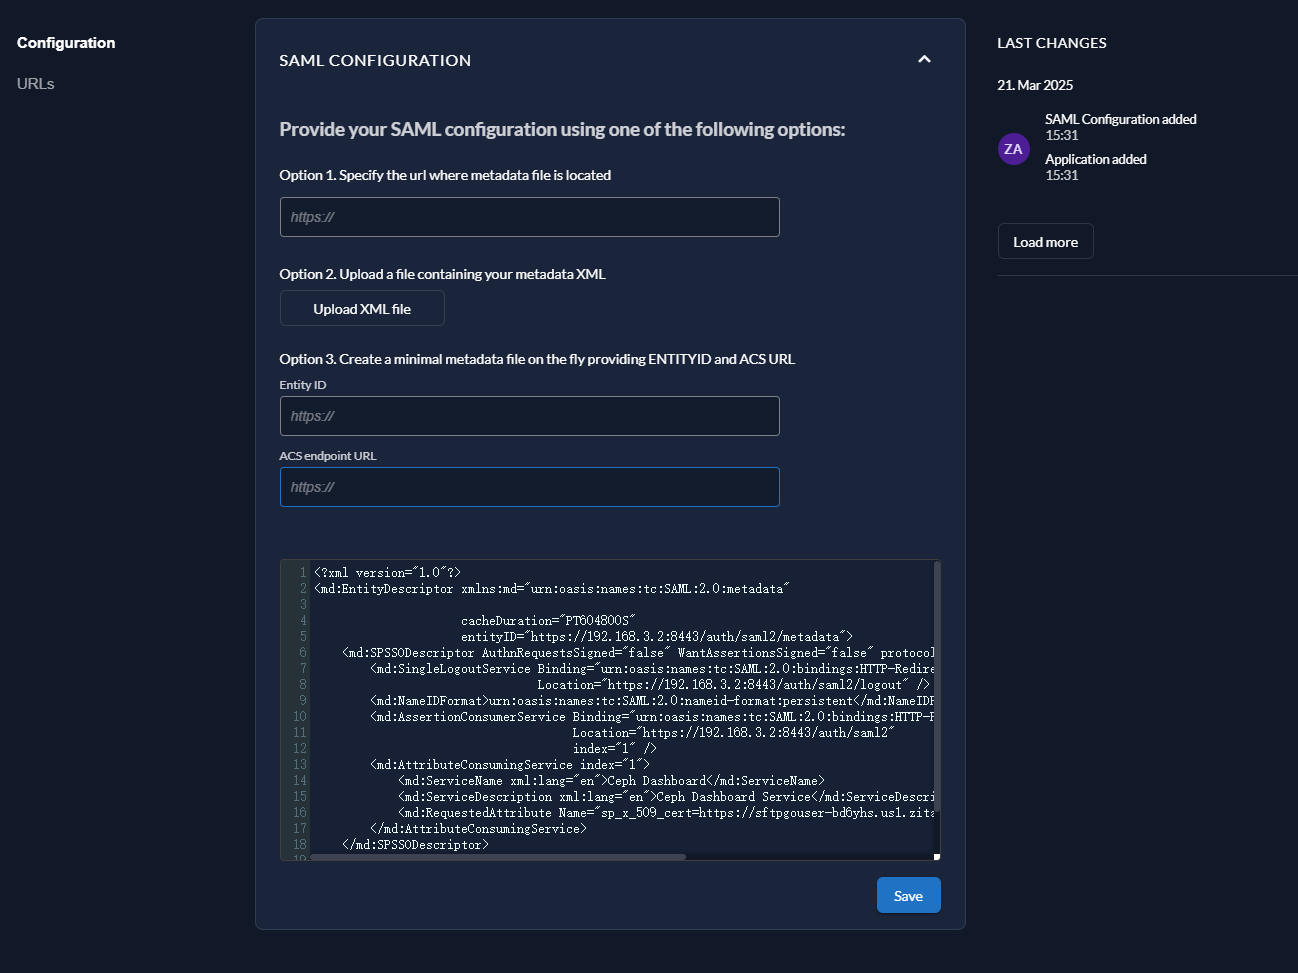 Configuration
URLs
SAML CONFIGURATION
Provide your SAML configuration using one of the following options:
Option 1. Specify the url where metadata file is located
https://
Option 2. Upload a file containing your metadata XML
Upload XML file
Option 3. Create a minimal metadata file on the fly providing ENTITYID and ACS URL
Entity ID
https://
ACS endpoint URL
https://
1 <?xml version="1.0"?>
2 <md:EntityDescriptor xmlns:md="urn:oasis:names:tc:SAML:2.0:metadata"
3
4 cacheDuration="PT604800S"
5 entityID="https://192.168.3.2:8443/auth/saml2/metadata">
6 <md:SPSSODescriptor AuthnRequestsSigned="false" WantAssertionsSigned="false" protocol
7 <md:SingleLogoutService Binding="urn:oasis:names:tc:SAML:2.0:bindings:HTTP-Redire
8 Location="https://192.168.3.2:8443/auth/saml2/logout" />
9 <md:NameIDFormat>urn:oasis:names:tc:SAML:2.0:nameid-format:persistent</md:NameIDF
10 <md:AssertionConsumerService Binding="urn:oasis:names:tc:SAML:2.0:bindings:HTTP-P
11 Location="https://192.168.3.2:8443/auth/saml2"
12 index="1" />
13 <md:AttributeConsumingService index="1">
14 <md:ServiceName xml:lang="en">Ceph Dashboard</md:ServiceName>
15 <md:ServiceDescription xml:lang="en">Ceph Dashboard Service</md:ServiceDescri
16 <md:RequestedAttribute Name="sp_x_509_cert=https://sftpgouser-bd6yhs.us1.zita
17 </md:AttributeConsumingService>
18 </md:SPSSODescriptor>
19
Save
LAST CHANGES
21. Mar 2025
ZA
SAML Configuration added
15:31
Application added
15:31
Load more